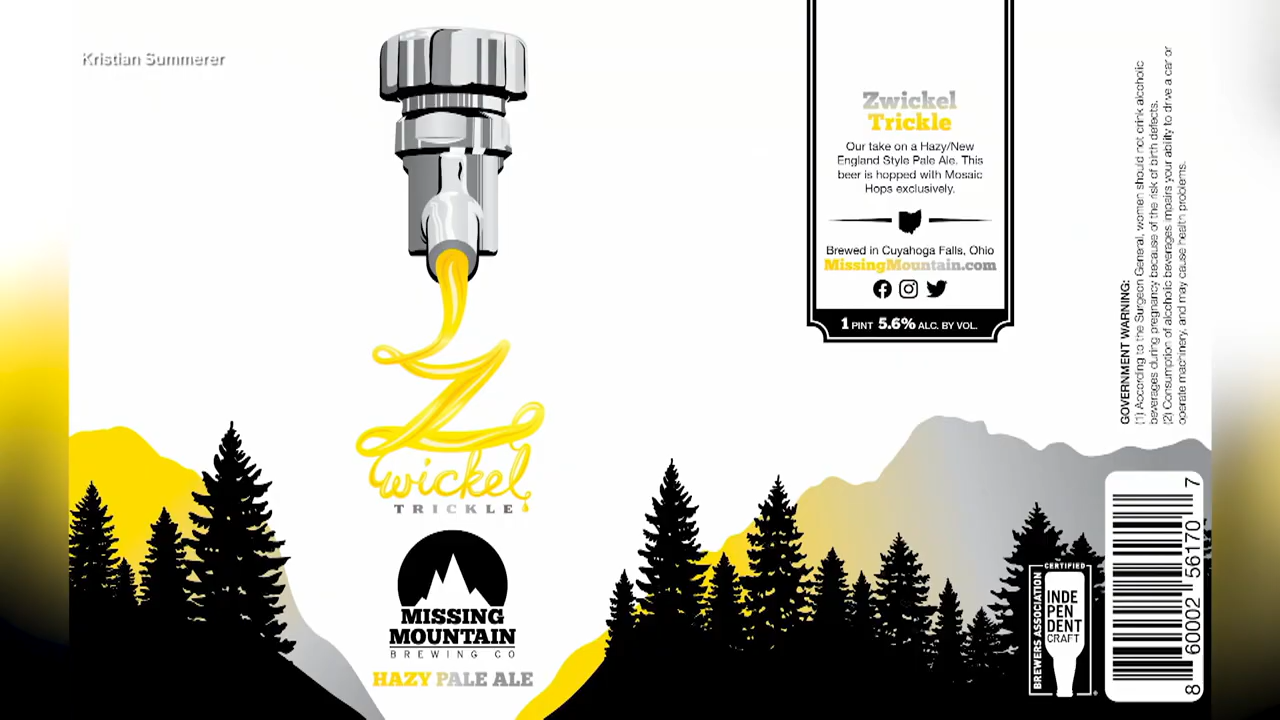 Kristian Summerer
Zwickel
TRICKLE
MISSING
MOUNTAIN
BREWING CO
HAZY PALE ALE
Zwickel
Trickle
Our take on a Hazy/New
England Style Pale Ale. This
beer is hopped with Mosaic
Hops exclusively.
Brewed in Cuyahoga Falls, Ohio
MissingMountain.com
1 PINT 5.6% ALC. BY VOL.
GOVERNMENT WARNING:
(1) According to the Surgeon General, women should not drink alcoholic
beverages during pregnancy because of the risk of birth defects.
(2) Consumption of alcoholic beverages impairs your ability to drive a car or
operate machinery, and may cause health problems.
CERTIFIED
BREWERS ASSOCIATION
INDE
PEN
DENT
CRAFT
8 60002 56170 7